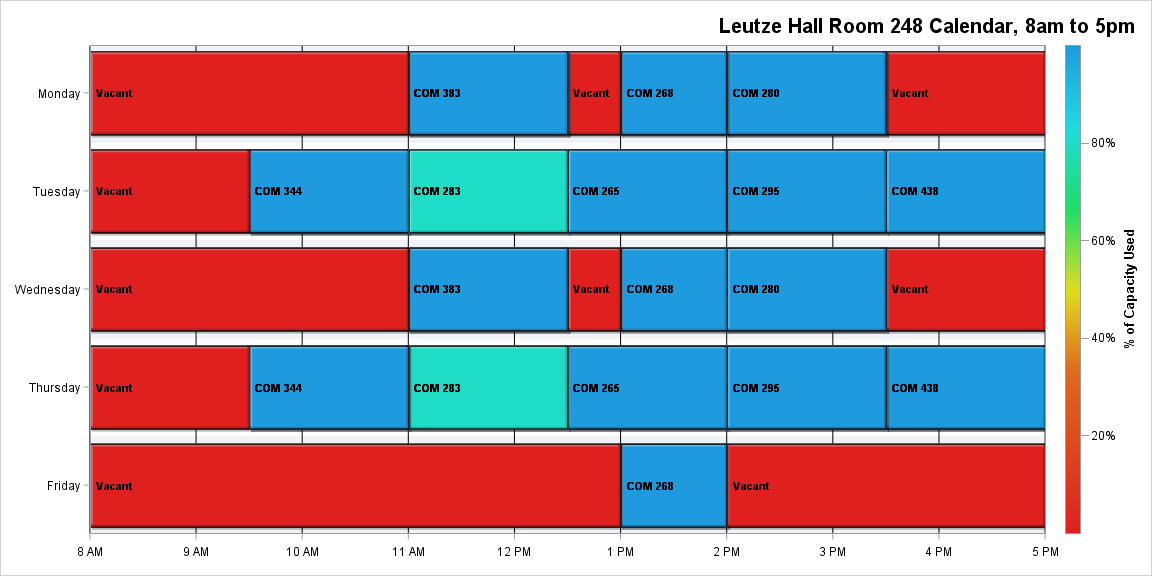 Leutze Hall Room 248 Calendar, 8am to 5pm
Monday
Vacant
COM 383
Vacant
COM 268
COM 280
Vacant
Tuesday
Vacant
COM 344
COM 283
COM 265
COM 295
COM 438
Wednesday
Vacant
COM 383
Vacant
COM 268
COM 280
Vacant
Thursday
Vacant
COM 344
COM 283
COM 265
COM 295
COM 438
Friday
Vacant
COM 268
Vacant
8 AM
9 AM
10 AM
11 AM
12 PM
1 PM
2 PM
3 PM
4 PM
5 PM
80%
60%
40%
20%
% of Capacity Used